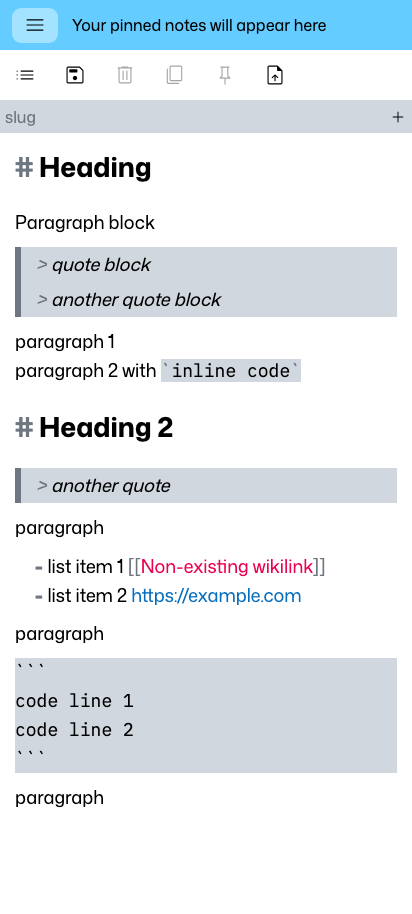 Your pinned notes will appear here
slug
# Heading
Paragraph block
> quote block
> another quote block
paragraph 1
paragraph 2 with `inline code`
# Heading 2
> another quote
paragraph
- list item 1 [[Non-existing wikilink]]
- list item 2 https://example.com
paragraph
```
code line 1
code line 2
```
paragraph